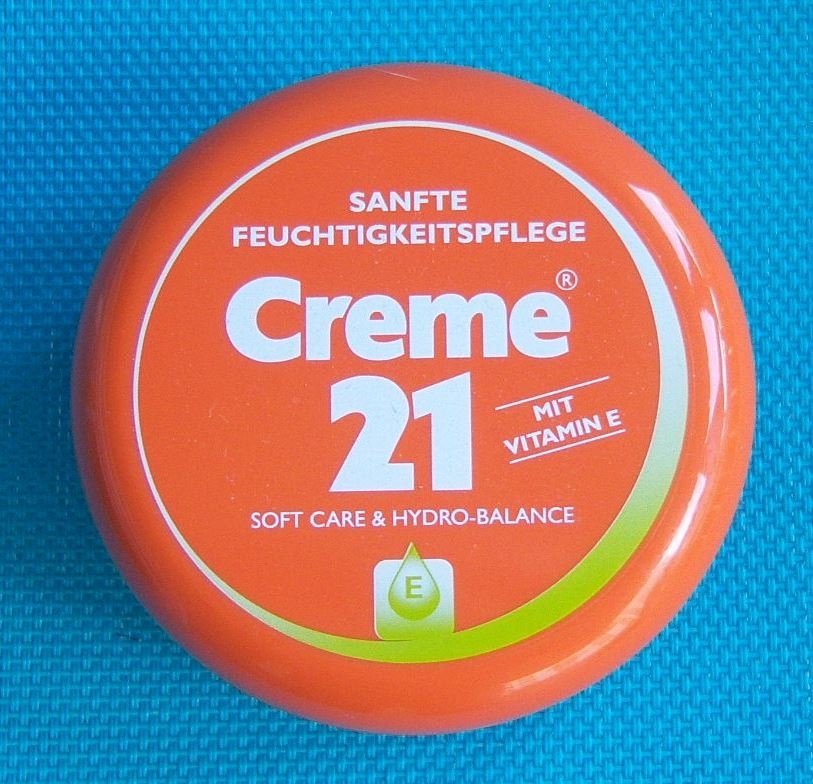 SANFTE
FEUCHTIGKEITSPFLEGE
Creme®
21
MIT
VITAMIN E
SOFT CARE & HYDRO-BALANCE
E